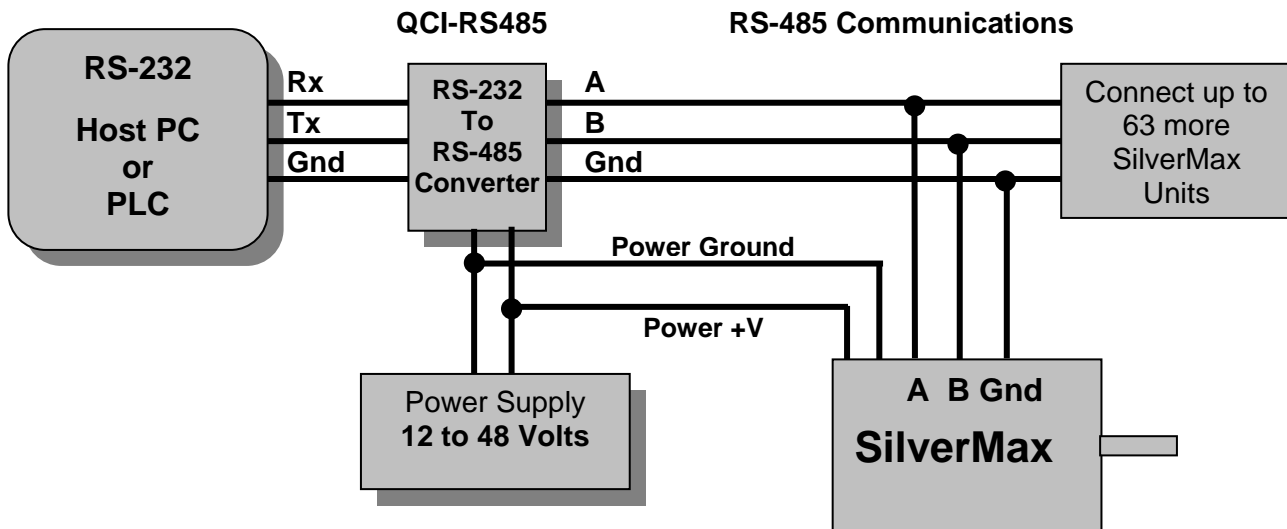 QCI-RS485
RS-485 Communications
RS-232
Host PC
or
PLC
Rx
Tx
Gnd
RS-232
To
RS-485
Converter
A
B
Gnd
Connect up to
63 more
SilverMax
Units
Power Ground
Power +V
Power Supply
12 to 48 Volts
A B Gnd
SilverMax